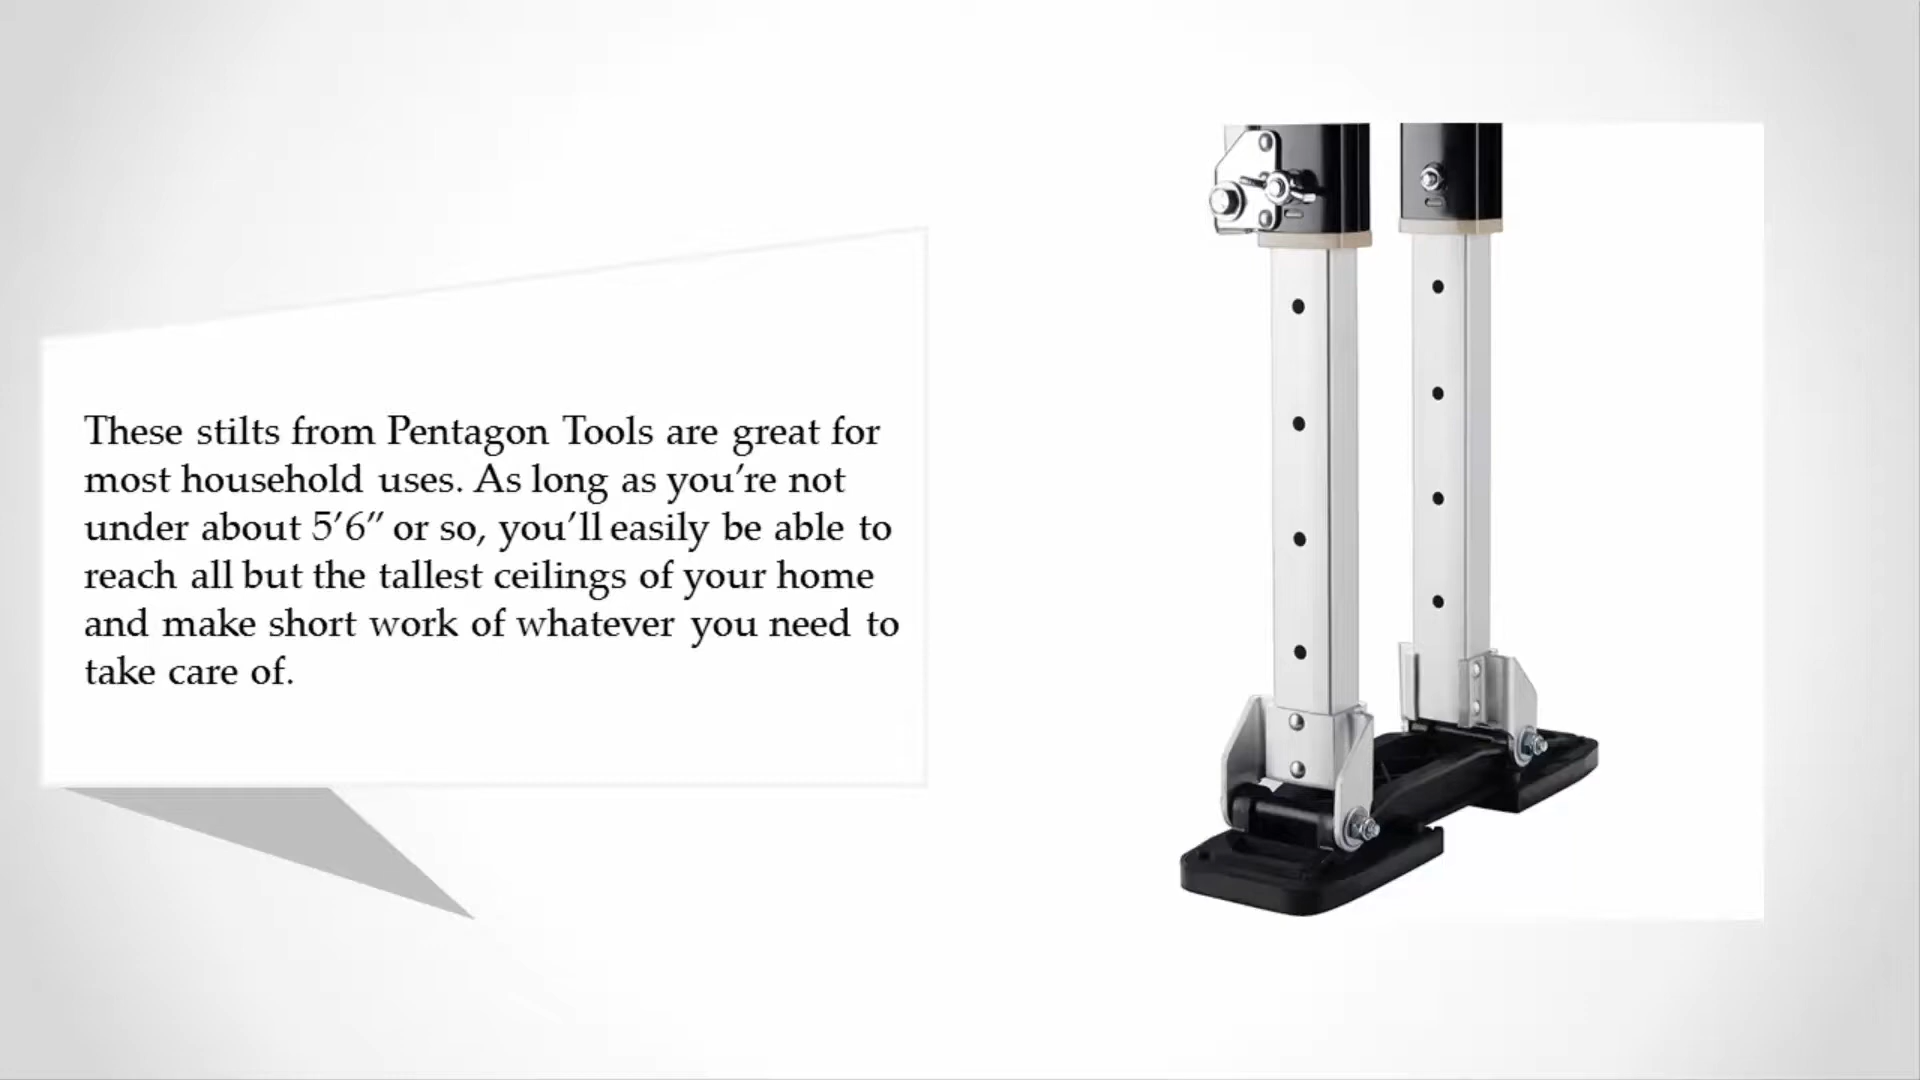 These stilts from Pentagon Tools are great for
most household uses. As long as you’re not
under about 5’6” or so, you’ll easily be able to
reach all but the tallest ceilings of your home
and make short work of whatever you need to
take care of.